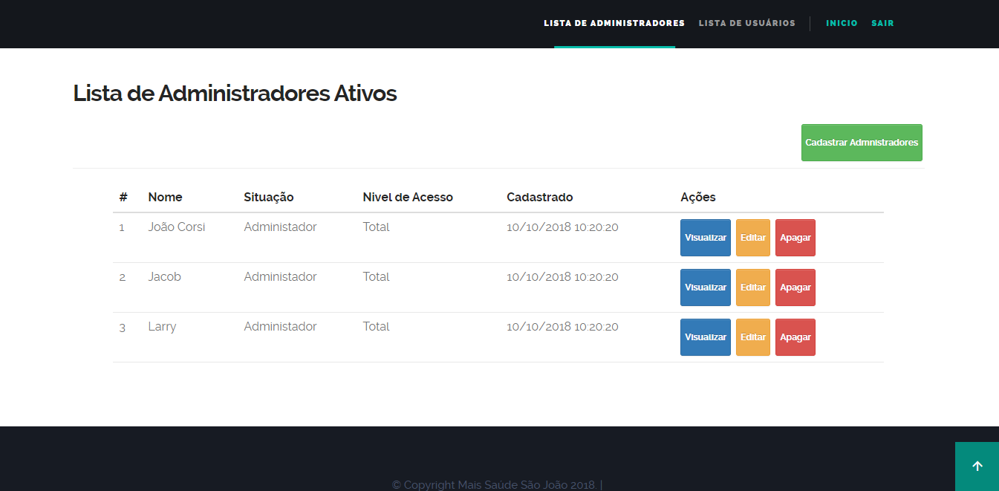 LISTA DE ADMINISTRADORES LISTA DE USUÁRIOS INICIO SAIR
Lista de Administradores Ativos
Cadastrar Admnistradores
# Nome Situação Nivel de Acesso Cadastrado Ações
1 João Corsi Administador Total 10/10/2018 10:20:20 Visualizar Editar Apagar
2 Jacob Administador Total 10/10/2018 10:20:20 Visualizar Editar Apagar
3 Larry Administador Total 10/10/2018 10:20:20 Visualizar Editar Apagar
© Copyright Mais Saúde São João 2018. |